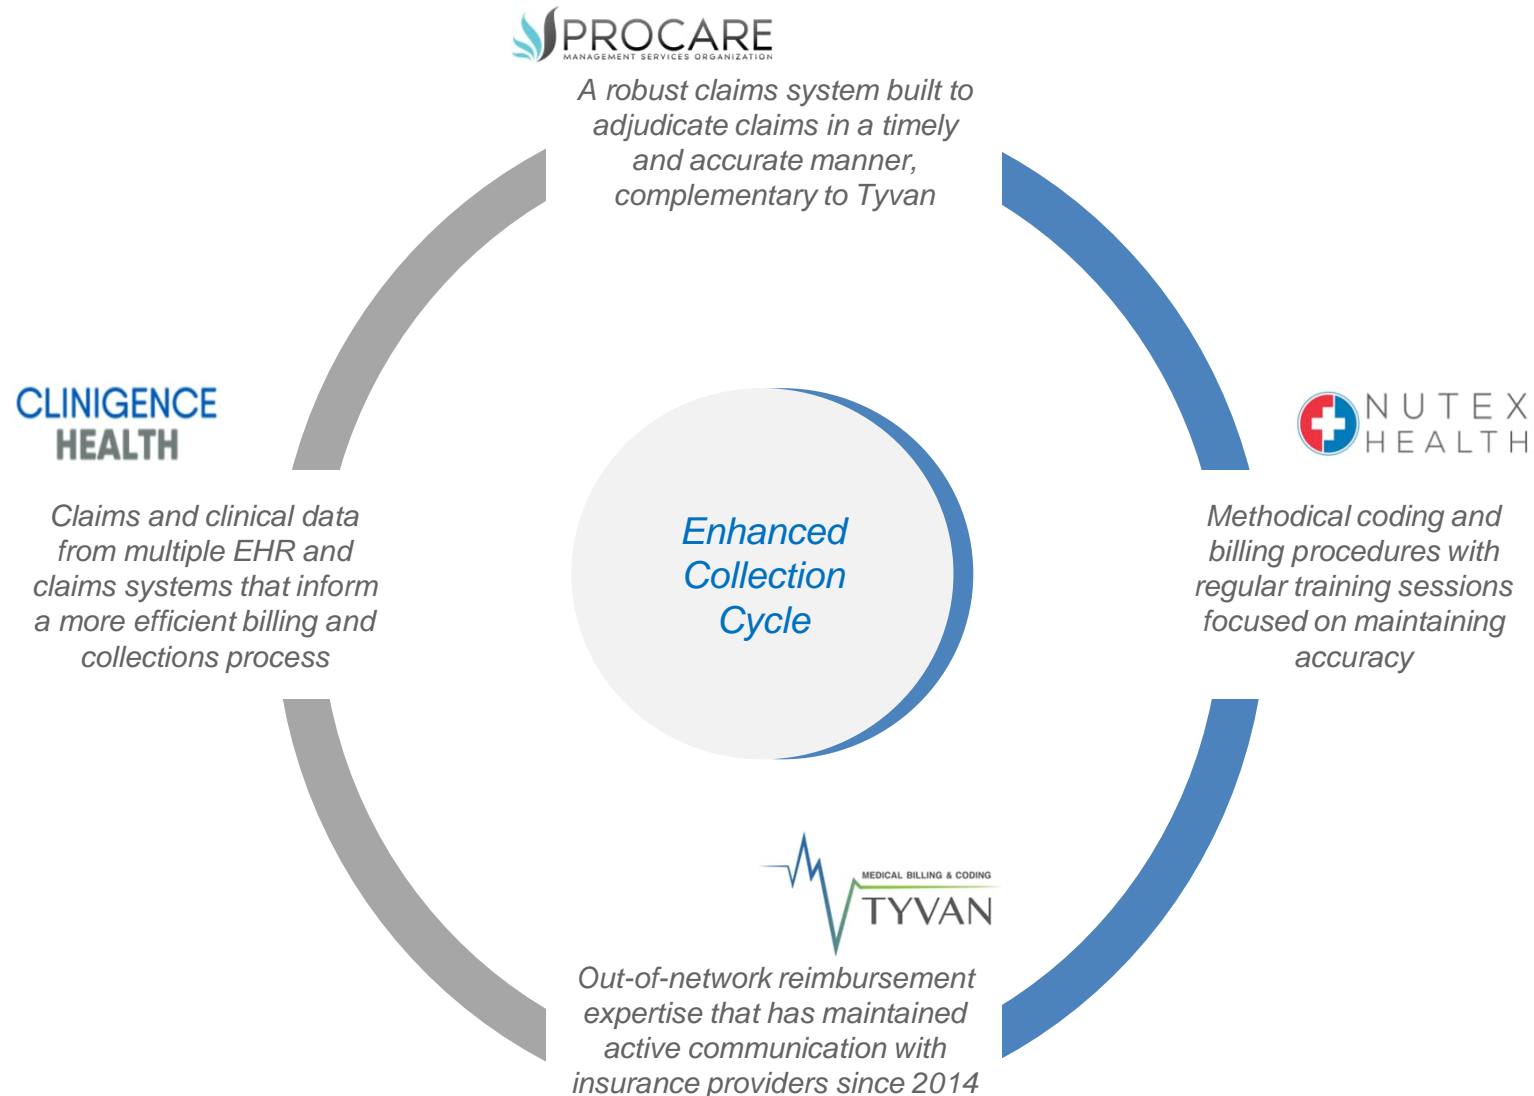 PROCARE
MANAGEMENT SERVICES ORGANIZATION
A robust claims system built to
adjudicate claims in a timely
and accurate manner,
complementary to Tyvan
CLINIGENCE
HEALTH
Claims and clinical data
from multiple EHR and
claims systems that inform
a more efficient billing and
collections process
Enhanced
Collection
Cycle
NUTEX
HEALTH
Methodical coding and
billing procedures with
regular training sessions
focused on maintaining
accuracy
MEDICAL BILLING & CODING
TYVAN
Out-of-network reimbursement
expertise that has maintained
active communication with
insurance providers since 2014